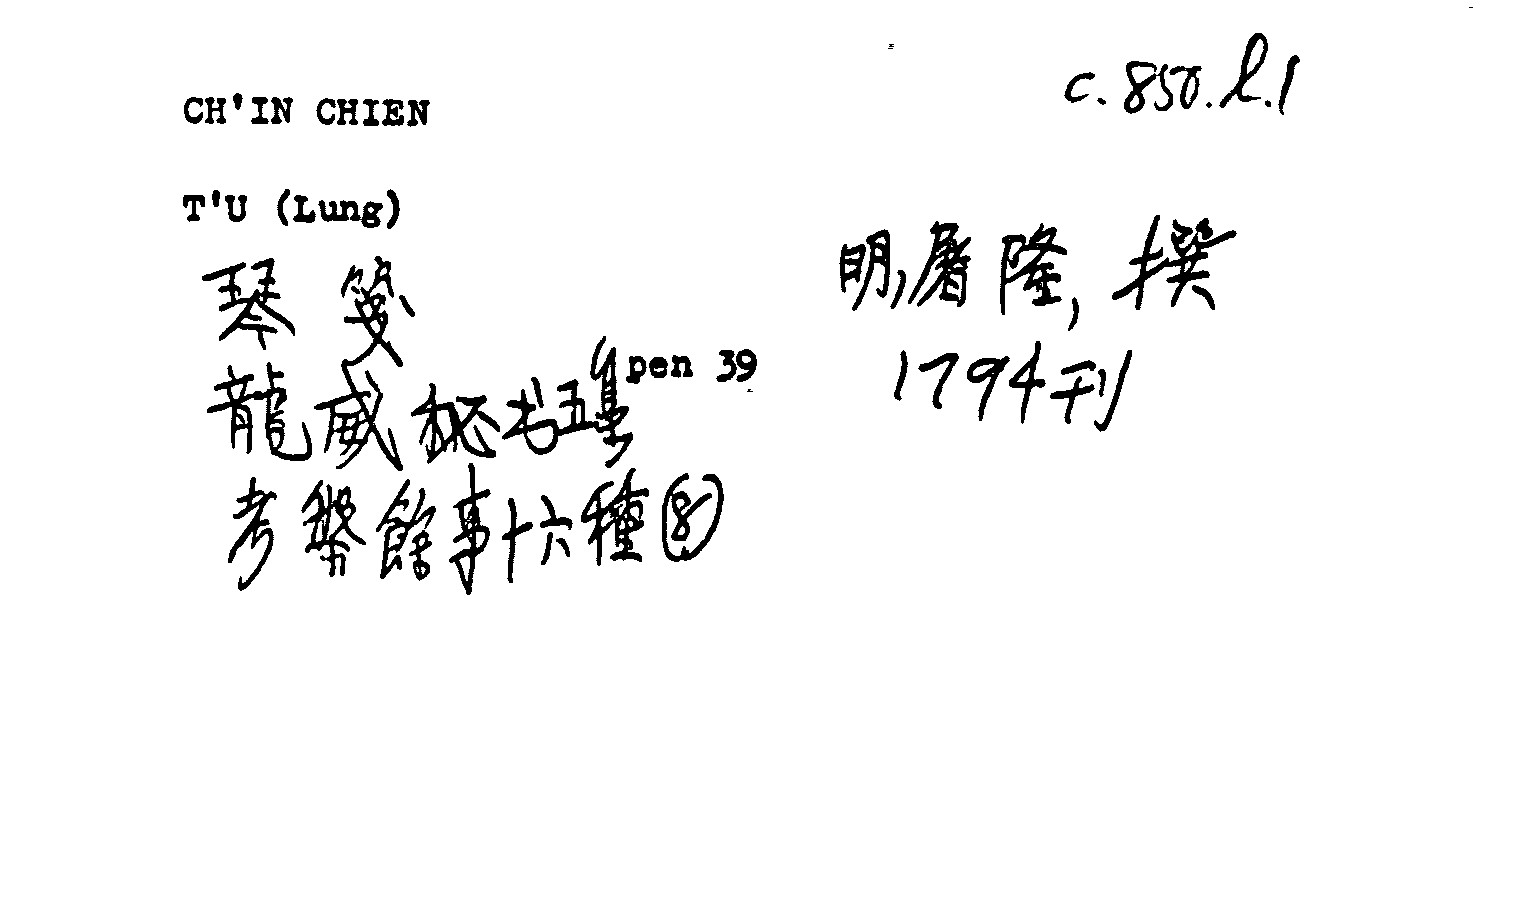 CH'IN CHIEN
c.850.l.1
T'U (Lung)
琴 箋
明,屠隆,撰
龍威秘书五集 pen 39
1794刊
考槃餘事十六種⑧